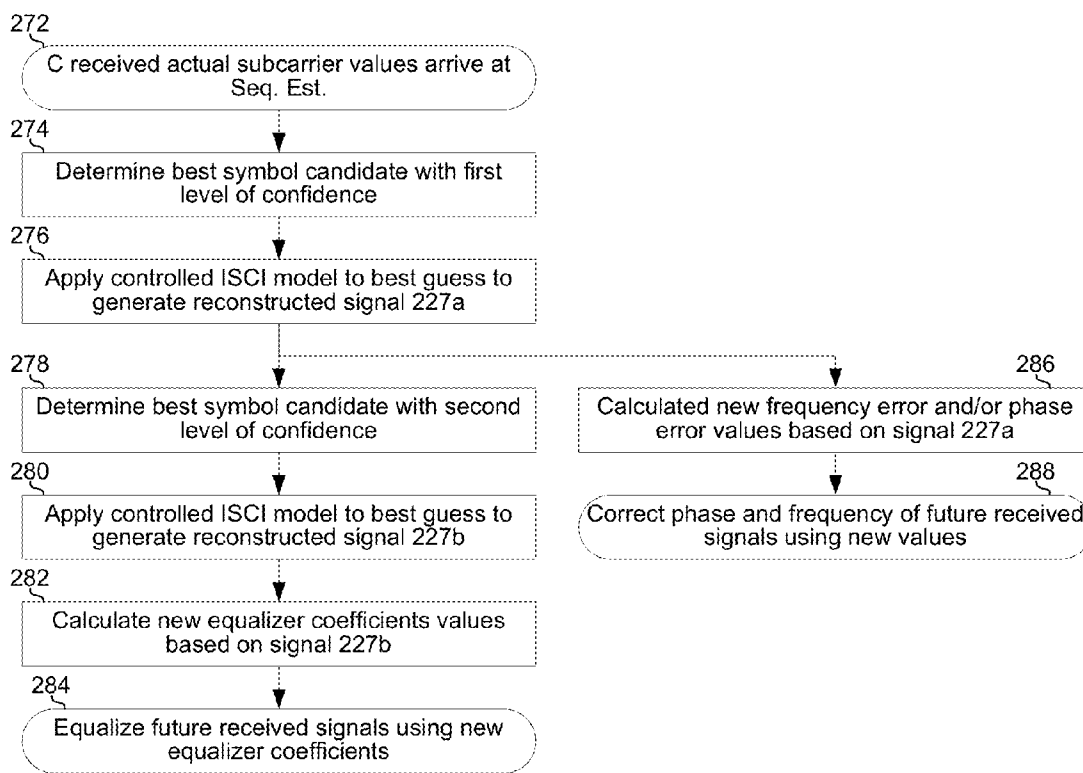 272
C received actual subcarrier values arrive at
Seq. Est.
274
Determine best symbol candidate with first
level of confidence
276
Apply controlled ISCI model to best guess to
generate reconstructed signal 227a
278
Determine best symbol candidate with second
level of confidence
286
Calculated new frequency error and/or phase
error values based on signal 227a
280
Apply controlled ISCI model to best guess to
generate reconstructed signal 227b
288
Correct phase and frequency of future received
signals using new values
282
Calculate new equalizer coefficients values
based on signal 227b
284
Equalize future received signals using new
equalizer coefficients